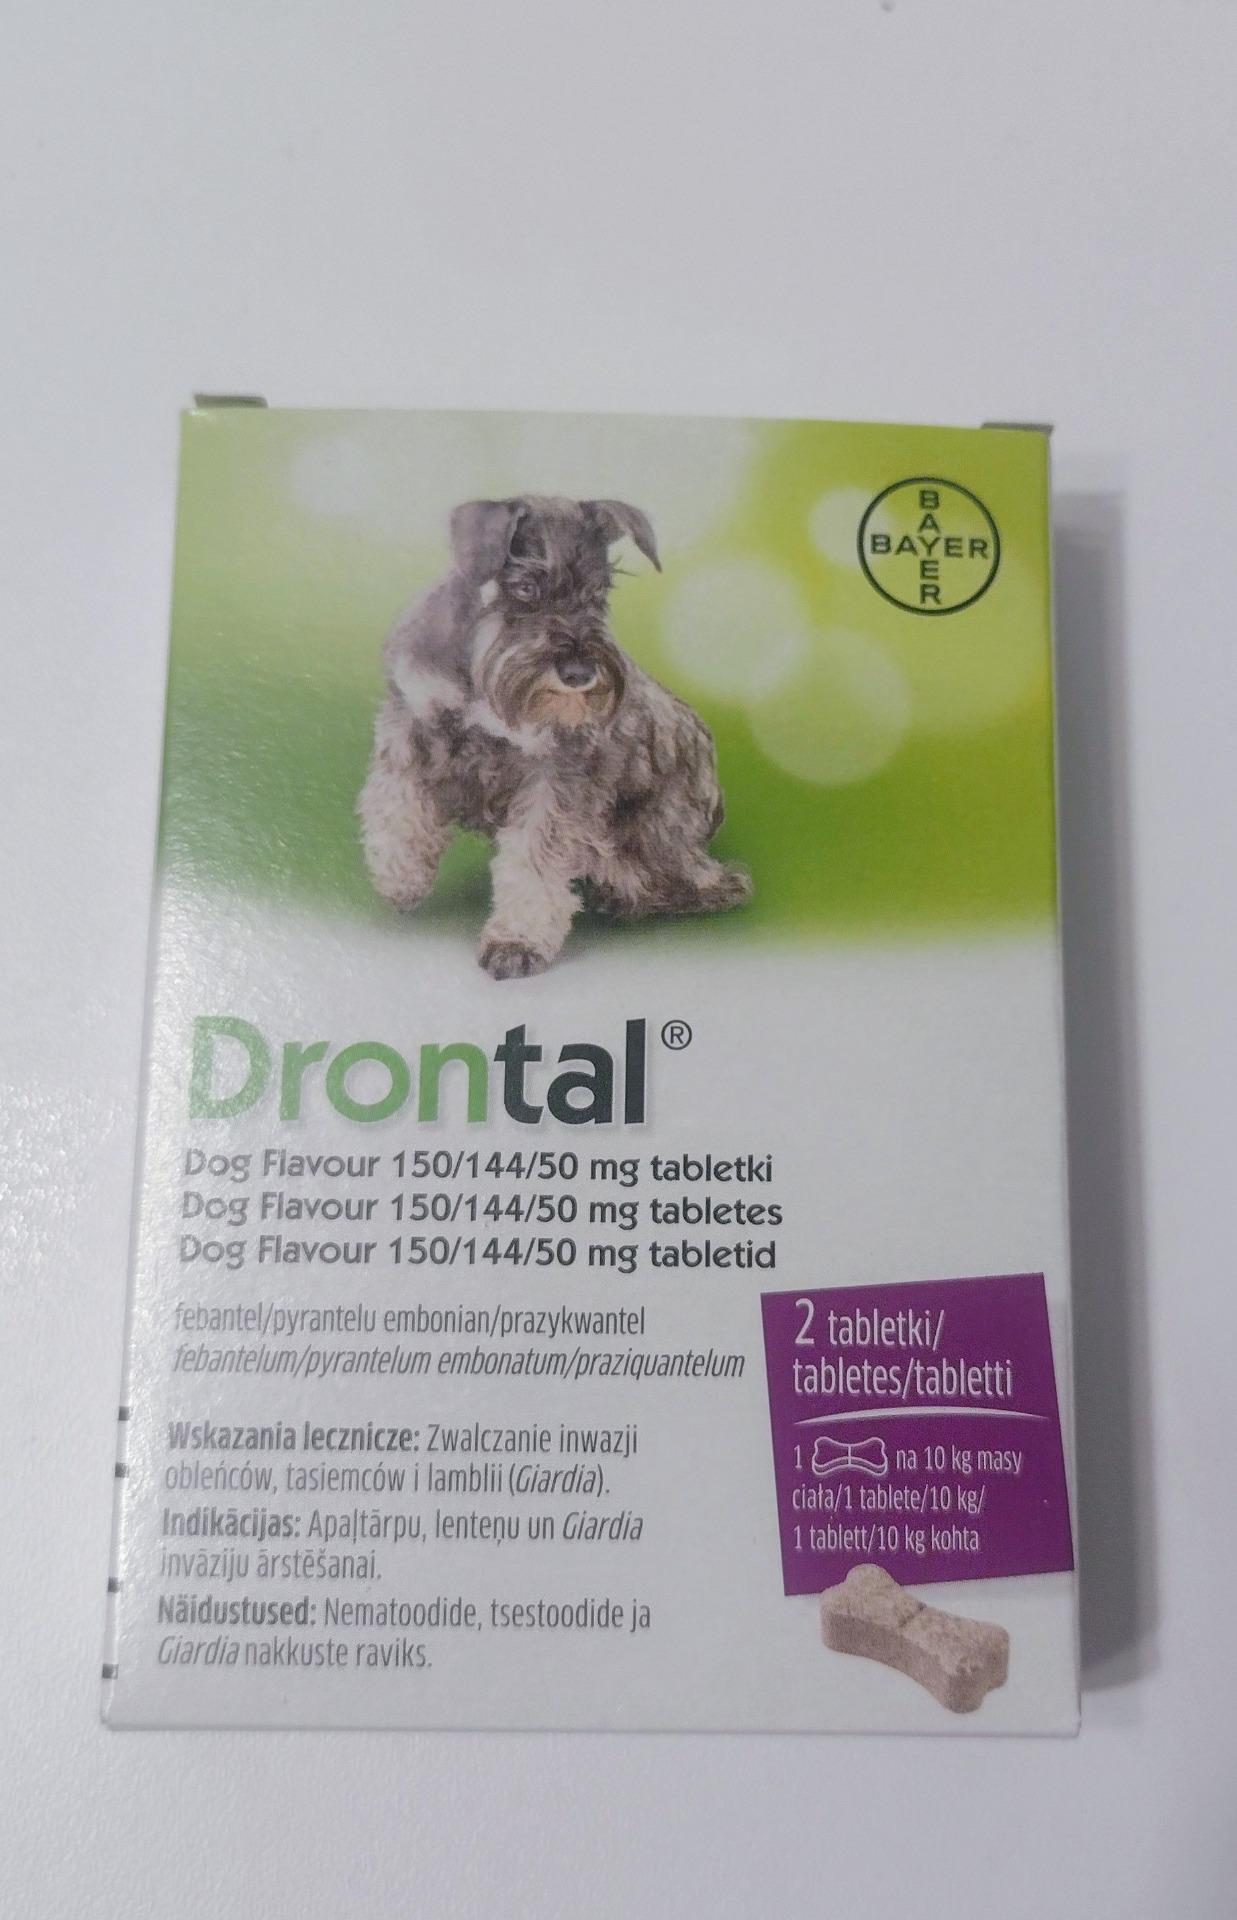 BAYER
BAYER
Drontal®
Dog Flavour 150/144/50 mg tabletki
Dog Flavour 150/144/50 mg tabletes
Dog Flavour 150/144/50 mg tabletid
febantel/pyrantelu embonian/prazykwantel
febantelum/pyrantelum embonatum/praziquantelum
Wskazania lecznicze: Zwalczanie inwazji
obleńców, tasiemców i lamblii (Giardia).
Indikācijas: Apaļtārpu, lenteņu un Giardia
invāziju ārstēšanai.
Näidustused: Nematoodide, tsestoodide ja
Giardia nakkuste raviks.
2 tabletki/
tabletes/tabletti
1 na 10 kg masy
ciała/1 tablete/10 kg/
1 tablett/10 kg kohta